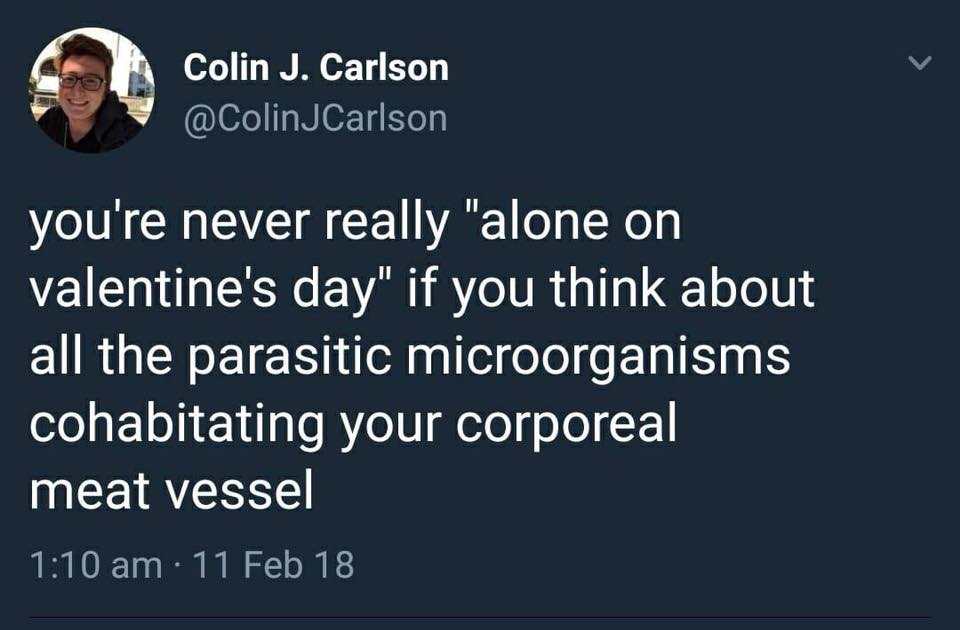 Colin J. Carlson
@ColinJCarlson
you're never really "alone on
valentine's day" if you think about
all the parasitic microorganisms
cohabitating your corporeal
meat vessel
1:10 am · 11 Feb 18